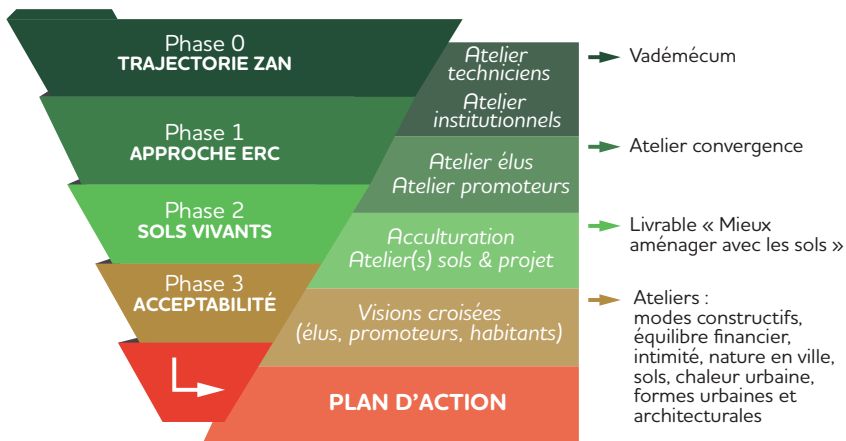 Phase 0
TRAJECTORIE ZAN
Atelier
techniciens
Atelier
institutionnels
Vadémécum
Phase 1
APPROCHE ERC
Atelier élus
Atelier promoteurs
Atelier convergence
Phase 2
SOLS VIVANTS
Acculturation
Atelier(s) sols & projet
Livrable « Mieux
aménager avec les sols »
Phase 3
ACCEPTABILITÉ
Visions croisées
(élus, promoteurs, habitants)
Ateliers :
modes constructifs,
équilibre financier,
intimité, nature en ville,
sols, chaleur urbaine,
formes urbaines et
architecturales
PLAN D’ACTION